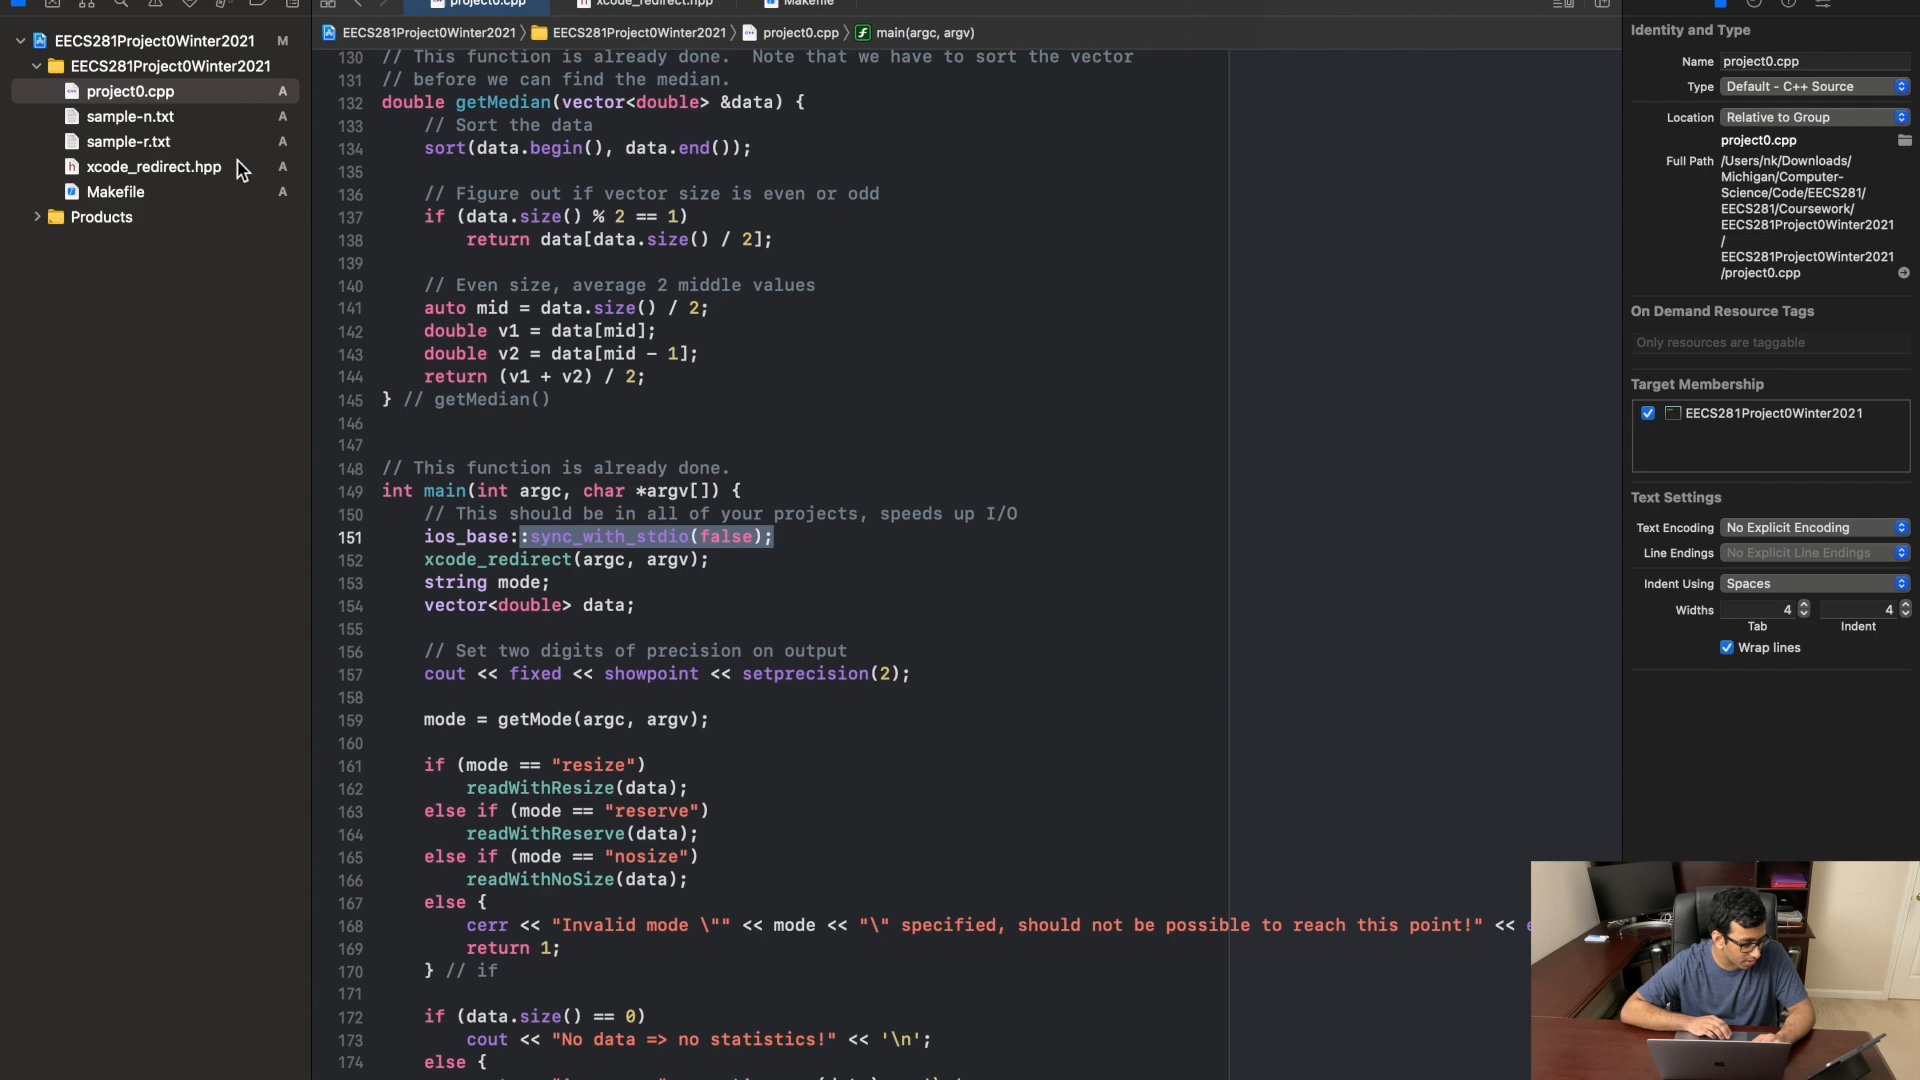 project0.cpp
xcode_redirect.hpp
Makefile
EECS281Project0Winter2021 M
EECS281Project0Winter2021
project0.cpp A
sample-n.txt A
sample-r.txt A
xcode_redirect.hpp A
Makefile A
Products
EECS281Project0Winter2021 〉 EECS281Project0Winter2021 〉 project0.cpp 〉 main(argc, argv)
130 // This function is already done.  Note that we have to sort the vector
131 // before we can find the median.
132 double getMedian(vector<double> &data) {
133     // Sort the data
134     sort(data.begin(), data.end());
135
136     // Figure out if vector size is even or odd
137     if (data.size() % 2 == 1)
138         return data[data.size() / 2];
139
140     // Even size, average 2 middle values
141     auto mid = data.size() / 2;
142     double v1 = data[mid];
143     double v2 = data[mid - 1];
144     return (v1 + v2) / 2;
145 } // getMedian()
146
147
148 // This function is already done.
149 int main(int argc, char *argv[]) {
150     // This should be in all of your projects, speeds up I/O
151     ios_base::sync_with_stdio(false);
152     xcode_redirect(argc, argv);
153     string mode;
154     vector<double> data;
155
156     // Set two digits of precision on output
157     cout << fixed << showpoint << setprecision(2);
158
159     mode = getMode(argc, argv);
160
161     if (mode == "resize")
162         readWithResize(data);
163     else if (mode == "reserve")
164         readWithReserve(data);
165     else if (mode == "nosize")
166         readWithNoSize(data);
167     else {
168         cerr << "Invalid mode \"" << mode << "\" specified, should not be possible to reach this point!" <<
169         return 1;
170     } // if
171
172     if (data.size() == 0)
173         cout << "No data => no statistics!" << '\n';
174     else {
Identity and Type
Name project0.cpp
Type Default - C++ Source
Location Relative to Group
project0.cpp
Full Path /Users/nk/Downloads/
Michigan/Computer-
Science/Code/EECS281/
EECS281/Coursework/
EECS281Project0Winter2021
/
EECS281Project0Winter2021
/project0.cpp
On Demand Resource Tags
Only resources are taggable
Target Membership
EECS281Project0Winter2021
Text Settings
Text Encoding No Explicit Encoding
Line Endings No Explicit Line Endings
Indent Using Spaces
Widths 4 4
Tab Indent
Wrap lines